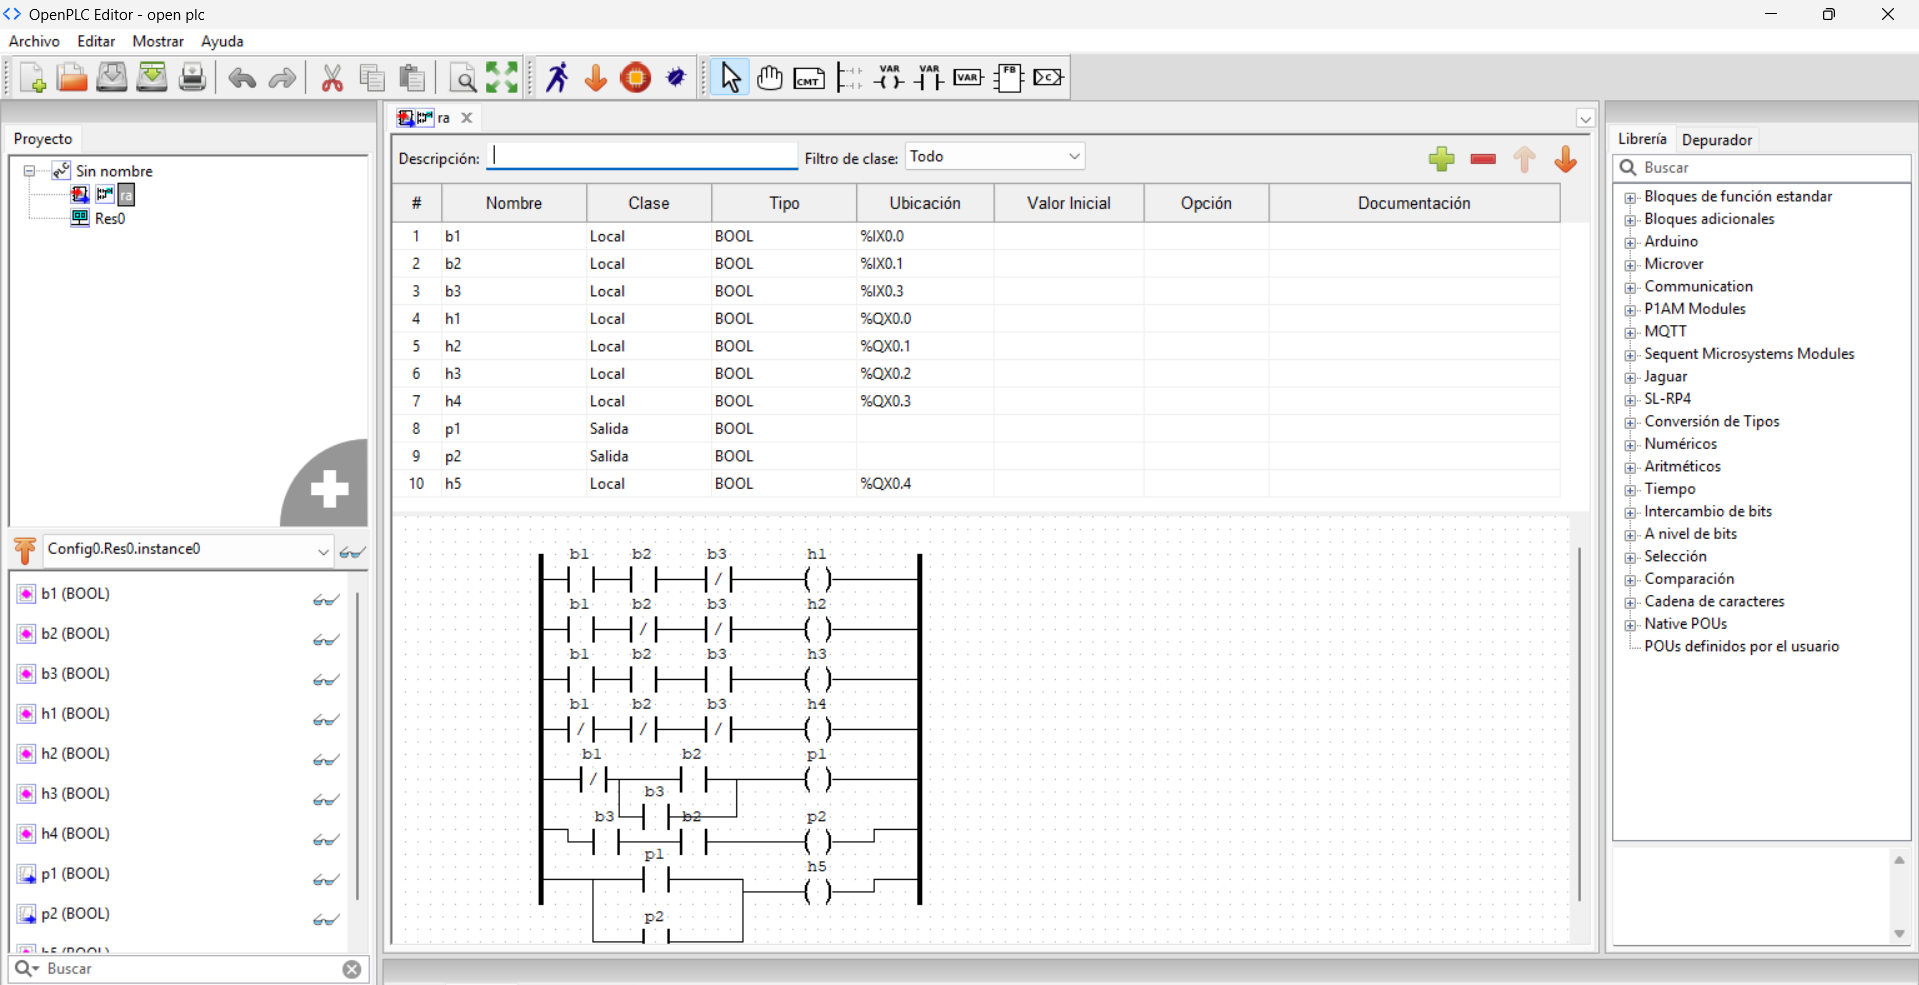 OpenPLC Editor - open plc
Archivo Editar Mostrar Ayuda
CMT VAR VAR VAR FB C
Proyecto
Sin nombre
ra
Res0
Config0.Res0.instance0
b1 (BOOL)
b2 (BOOL)
b3 (BOOL)
h1 (BOOL)
h2 (BOOL)
h3 (BOOL)
h4 (BOOL)
p1 (BOOL)
p2 (BOOL)
h5 (BOOL)
Buscar
ra
Descripción: Filtro de clase: Todo
# Nombre Clase Tipo Ubicación Valor Inicial Opción Documentación
1 b1 Local BOOL %IX0.0
2 b2 Local BOOL %IX0.1
3 b3 Local BOOL %IX0.3
4 h1 Local BOOL %QX0.0
5 h2 Local BOOL %QX0.1
6 h3 Local BOOL %QX0.2
7 h4 Local BOOL %QX0.3
8 p1 Salida BOOL
9 p2 Salida BOOL
10 h5 Local BOOL %QX0.4
b1 b2 b3 h1
b1 b2 b3 h2
b1 b2 b3 h3
b1 b2 b3 h4
b1 b2 p1
b3
b3 b2 p2
p1 h5
p2
Librería Depurador
Buscar
Bloques de función estandar
Bloques adicionales
Arduino
Microver
Communication
P1AM Modules
MQTT
Sequent Microsystems Modules
Jaguar
SL-RP4
Conversión de Tipos
Numéricos
Aritméticos
Tiempo
Intercambio de bits
A nivel de bits
Selección
Comparación
Cadena de caracteres
Native POUs
POUs definidos por el usuario